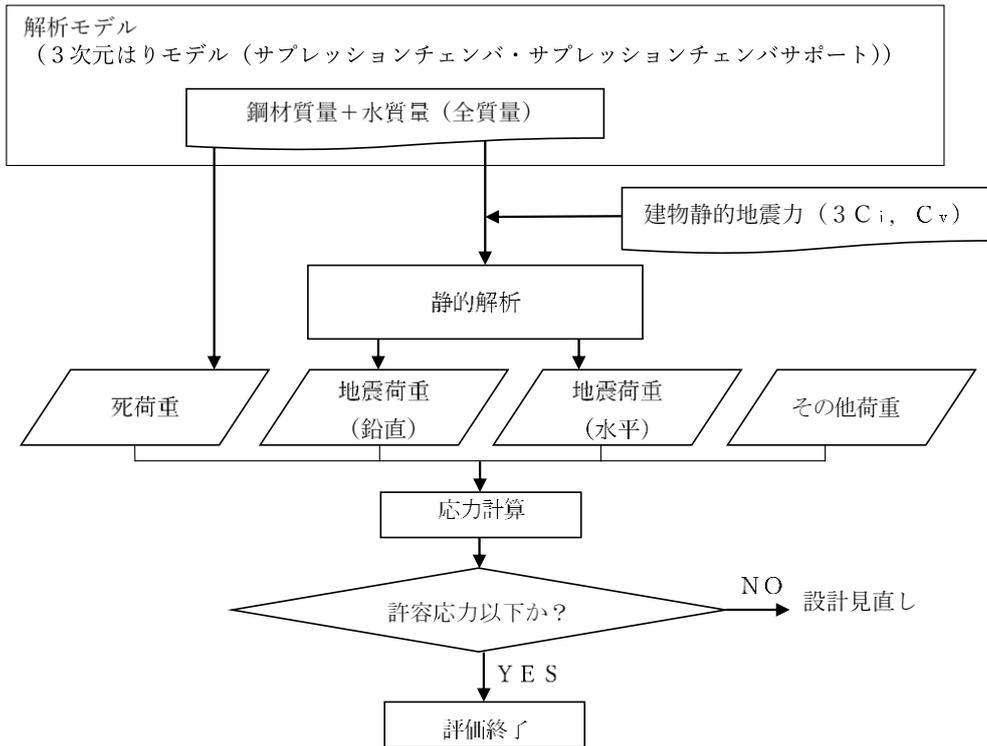 解析モデル
（３次元はりモデル（サプレッションチェンバ・サプレッションチェンバサポート））
鋼材質量＋水質量（全質量）
建物静的地震力（３Ｃｉ，Ｃｖ）
静的解析
死荷重
地震荷重
（鉛直）
地震荷重
（水平）
その他荷重
応力計算
許容応力以下か？
ＮＯ
設計見直し
ＹＥＳ
評価終了